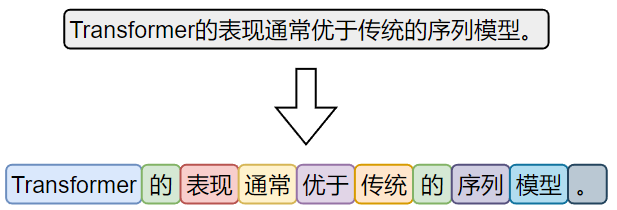 Transformer的表现通常优于传统的序列模型。
Transformer 的 表现 通常 优于 传统 的 序列 模型 。